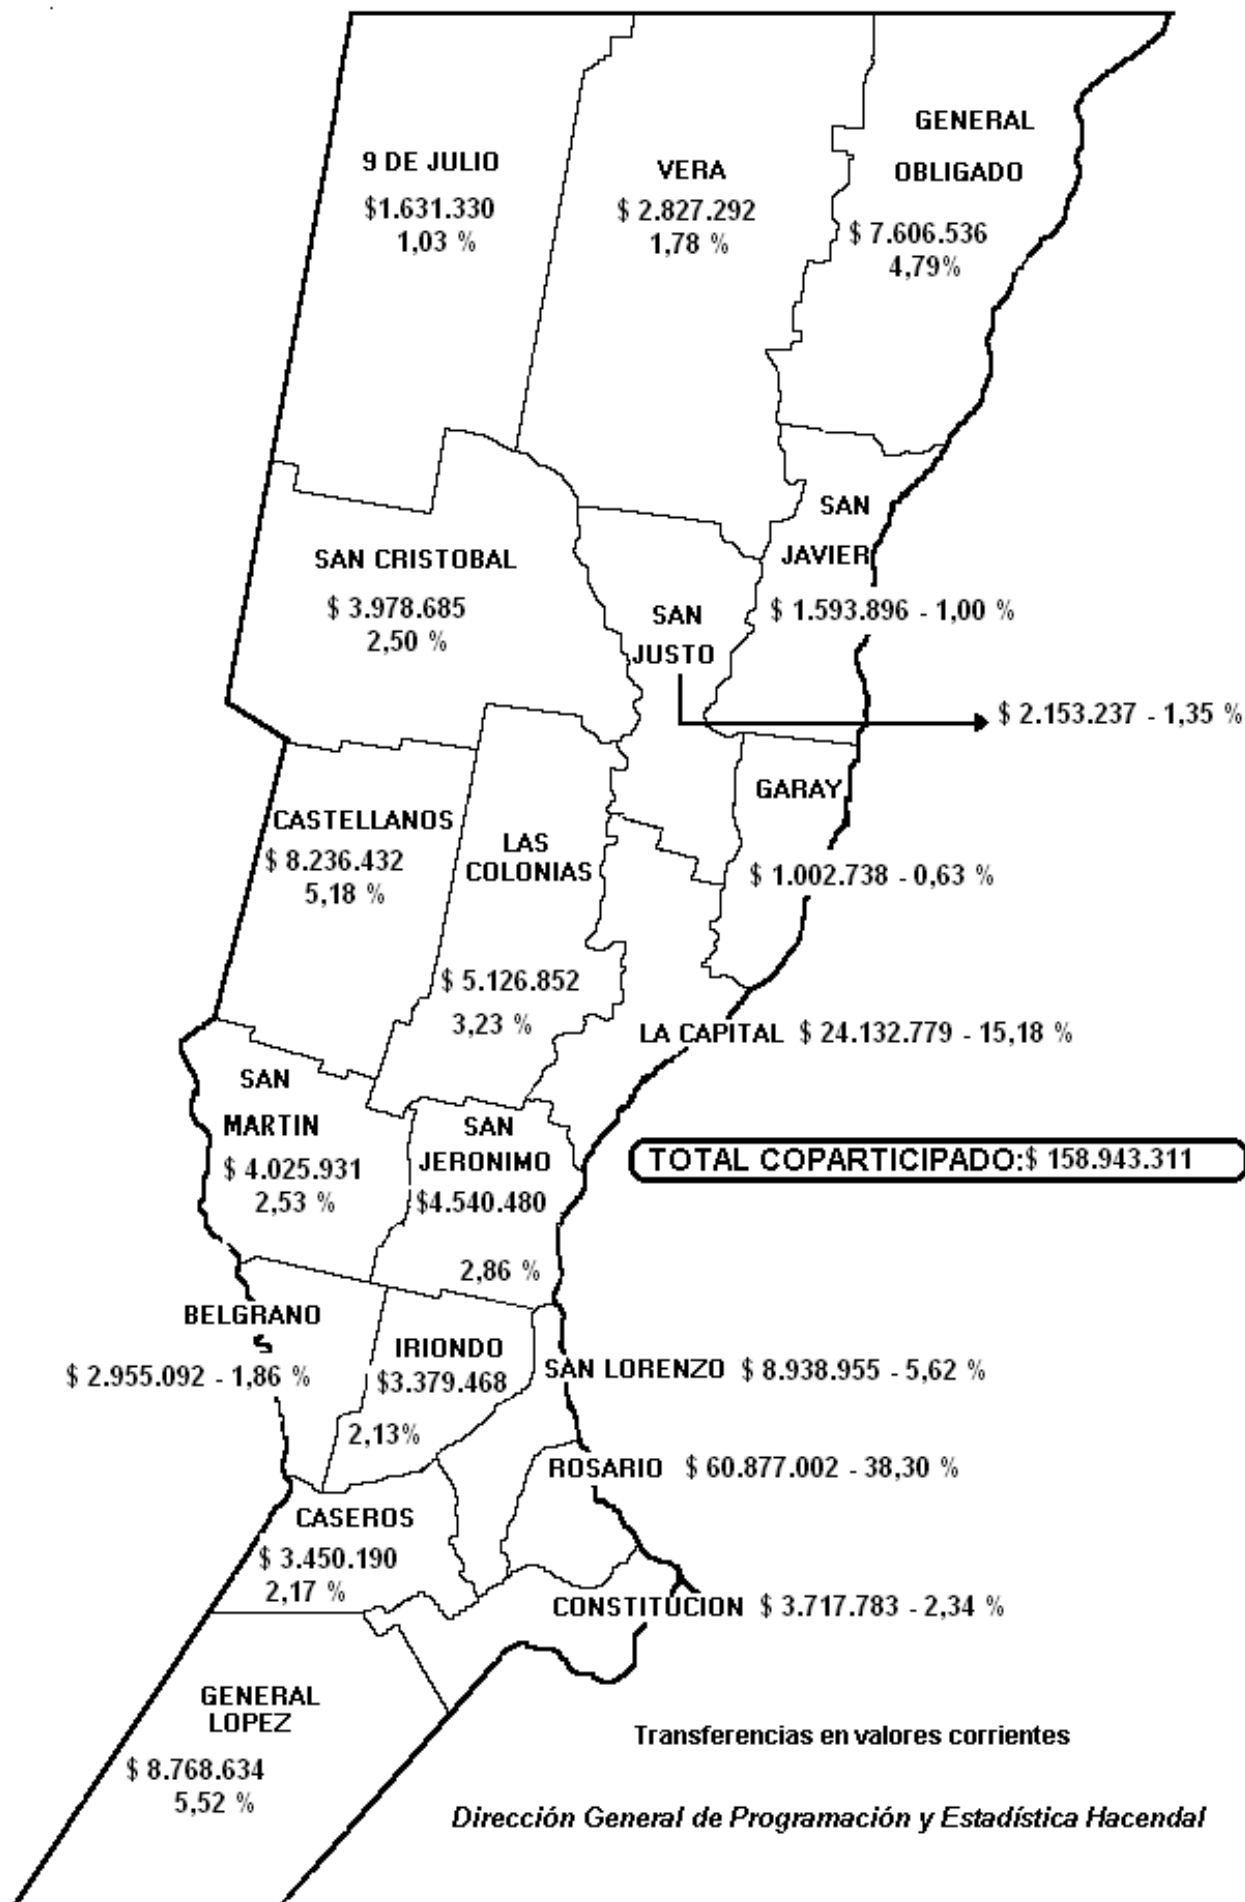 9 DE JULIO
$1.631.330
1,03 %
VERA
$ 2.827.292
1,78 %
GENERAL
OBLIGADO
$ 7.606.536
4,79%
SAN CRISTOBAL
$ 3.978.685
2,50 %
SAN
JUSTO
$ 2.153.237 - 1,35 %
SAN
JAVIER
$ 1.593.896 - 1,00 %
CASTELLANOS
$ 8.236.432
5,18 %
LAS
COLONIAS
$ 5.126.852
3,23 %
GARAY
$ 1.002.738 - 0,63 %
LA CAPITAL $ 24.132.779 - 15,18 %
SAN
MARTIN
$ 4.025.931
2,53 %
SAN
JERONIMO
$4.540.480
2,86 %
TOTAL COPARTICIPADO:$ 158.943.311
BELGRANO
$ 2.955.092 - 1,86 %
IRIONDO
$3.379.468
2,13%
SAN LORENZO $ 8.938.955 - 5,62 %
ROSARIO $ 60.877.002 - 38,30 %
CASEROS
$ 3.450.190
2,17 %
CONSTITUCION $ 3.717.783 - 2,34 %
GENERAL
LOPEZ
$ 8.768.634
5,52 %
Transferencias en valores corrientes
Dirección General de Programación y Estadística Hacendal